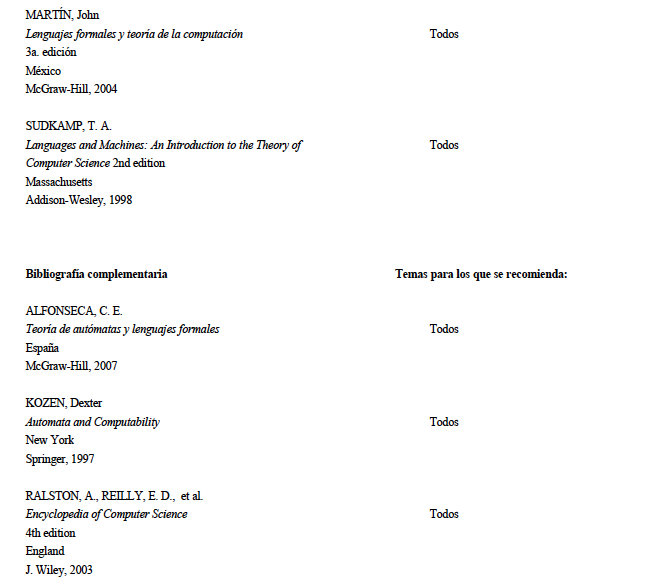 MARTÍN, John
Lenguajes formales y teoría de la computación Todos
3a. edición
México
McGraw-Hill, 2004
SUDKAMP, T. A.
Languages and Machines: An Introduction to the Theory of Todos
Computer Science 2nd edition
Massachusetts
Addison-Wesley, 1998
Bibliografía complementaria Temas para los que se recomienda:
ALFONSECA, C. E.
Teoría de autómatas y lenguajes formales Todos
España
McGraw-Hill, 2007
KOZEN, Dexter
Automata and Computability Todos
New York
Springer, 1997
RALSTON, A., REILLY, E. D., et al.
Encyclopedia of Computer Science Todos
4th edition
England
J. Wiley, 2003